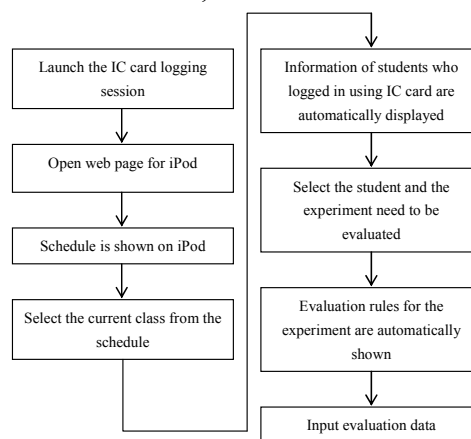 Launch the IC card logging
session
Open web page for iPod
Schedule is shown on iPod
Select the current class from the
schedule
Information of students who
logged in using IC card are
automatically displayed
Select the student and the
experiment need to be
evaluated
Evaluation rules for the
experiment are automatically
shown
Input evaluation data